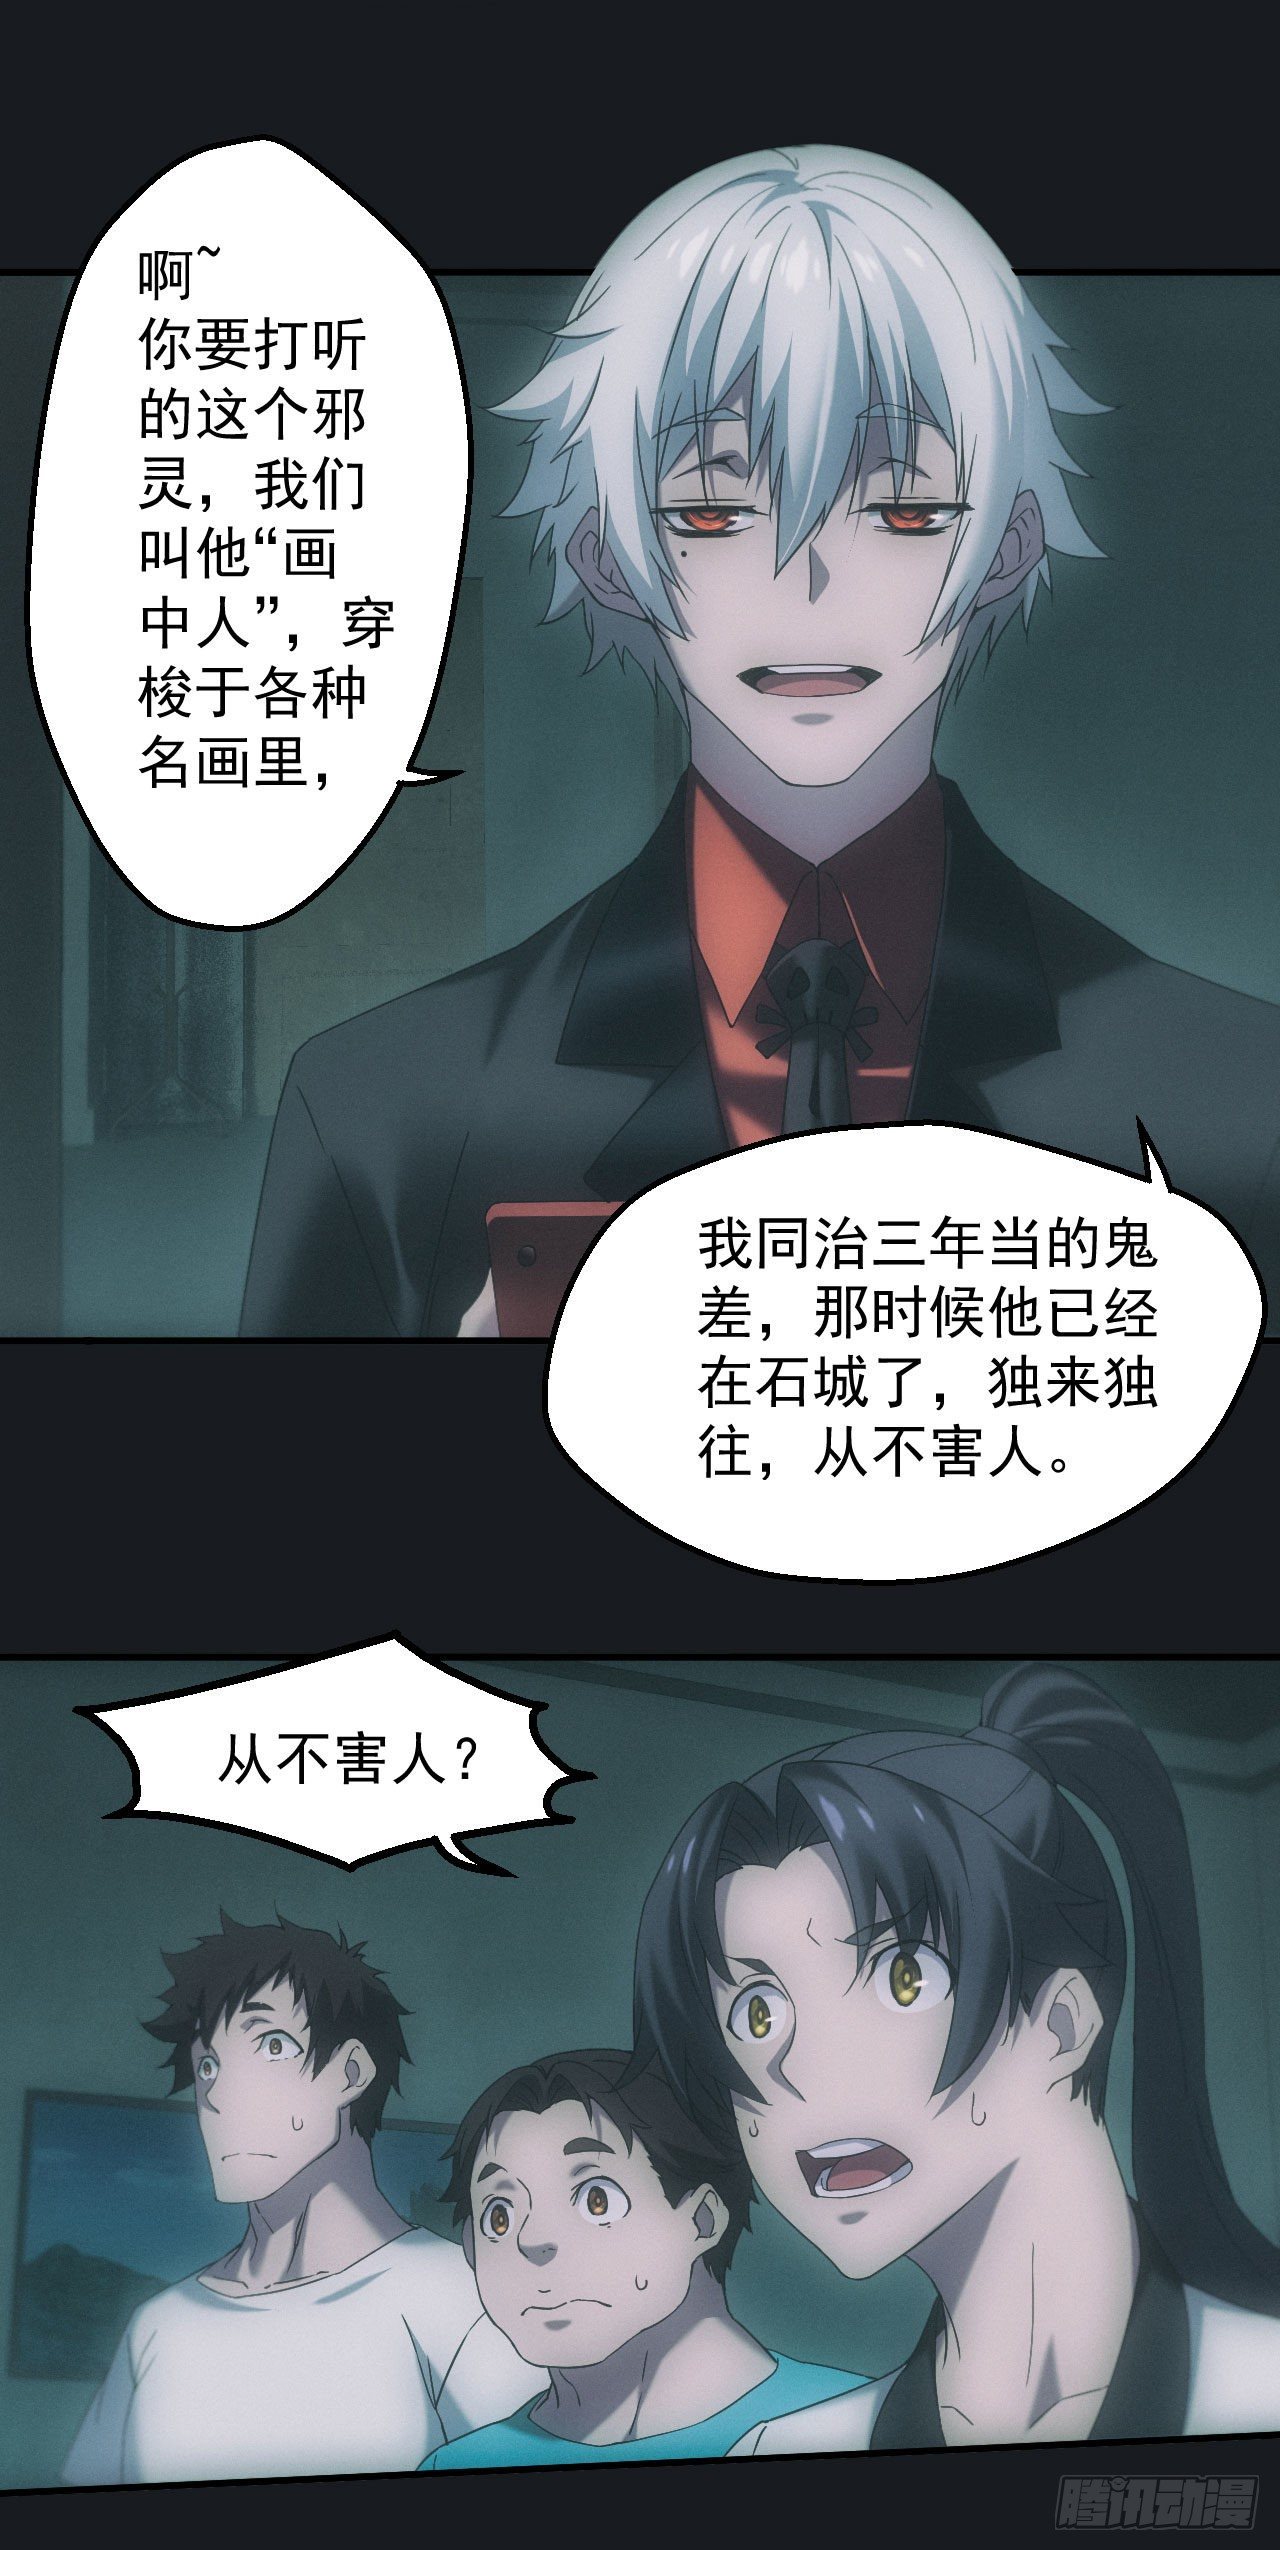 啊~
你要打听
的这个邪
灵，我们
叫他“画
中人”，穿
梭于各种
名画里，
我同治三年当的鬼
差，那时候他已经
在石城了，独来独
往，从不害人。
从不害人？
腾讯动漫